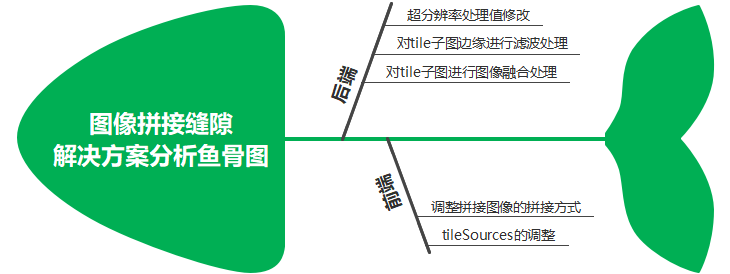 图像拼接缝隙
解决方案分析鱼骨图
后端
超分辨率处理值修改
对tile子图边缘进行滤波处理
对tile子图进行图像融合处理
前端
调整拼接图像的拼接方式
tileSources的调整